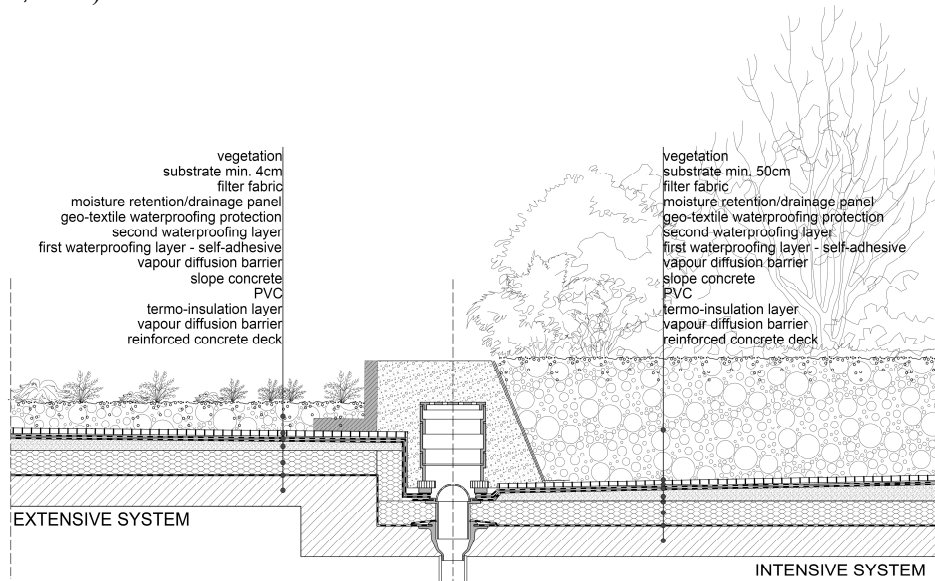 vegetation
substrate min. 4cm
filter fabric
moisture retention/drainage panel
geo-textile waterproofing protection
second waterproofing layer
first waterproofing layer - self-adhesive
vapour diffusion barrier
slope concrete
PVC
termo-insulation layer
vapour diffusion barrier
reinforced concrete deck
vegetation
substrate min. 50cm
filter fabric
moisture retention/drainage panel
geo-textile waterproofing protection
second waterproofing layer
first waterproofing layer - self-adhesive
vapour diffusion barrier
slope concrete
PVC
termo-insulation layer
vapour diffusion barrier
reinforced concrete deck
EXTENSIVE SYSTEM
INTENSIVE SYSTEM